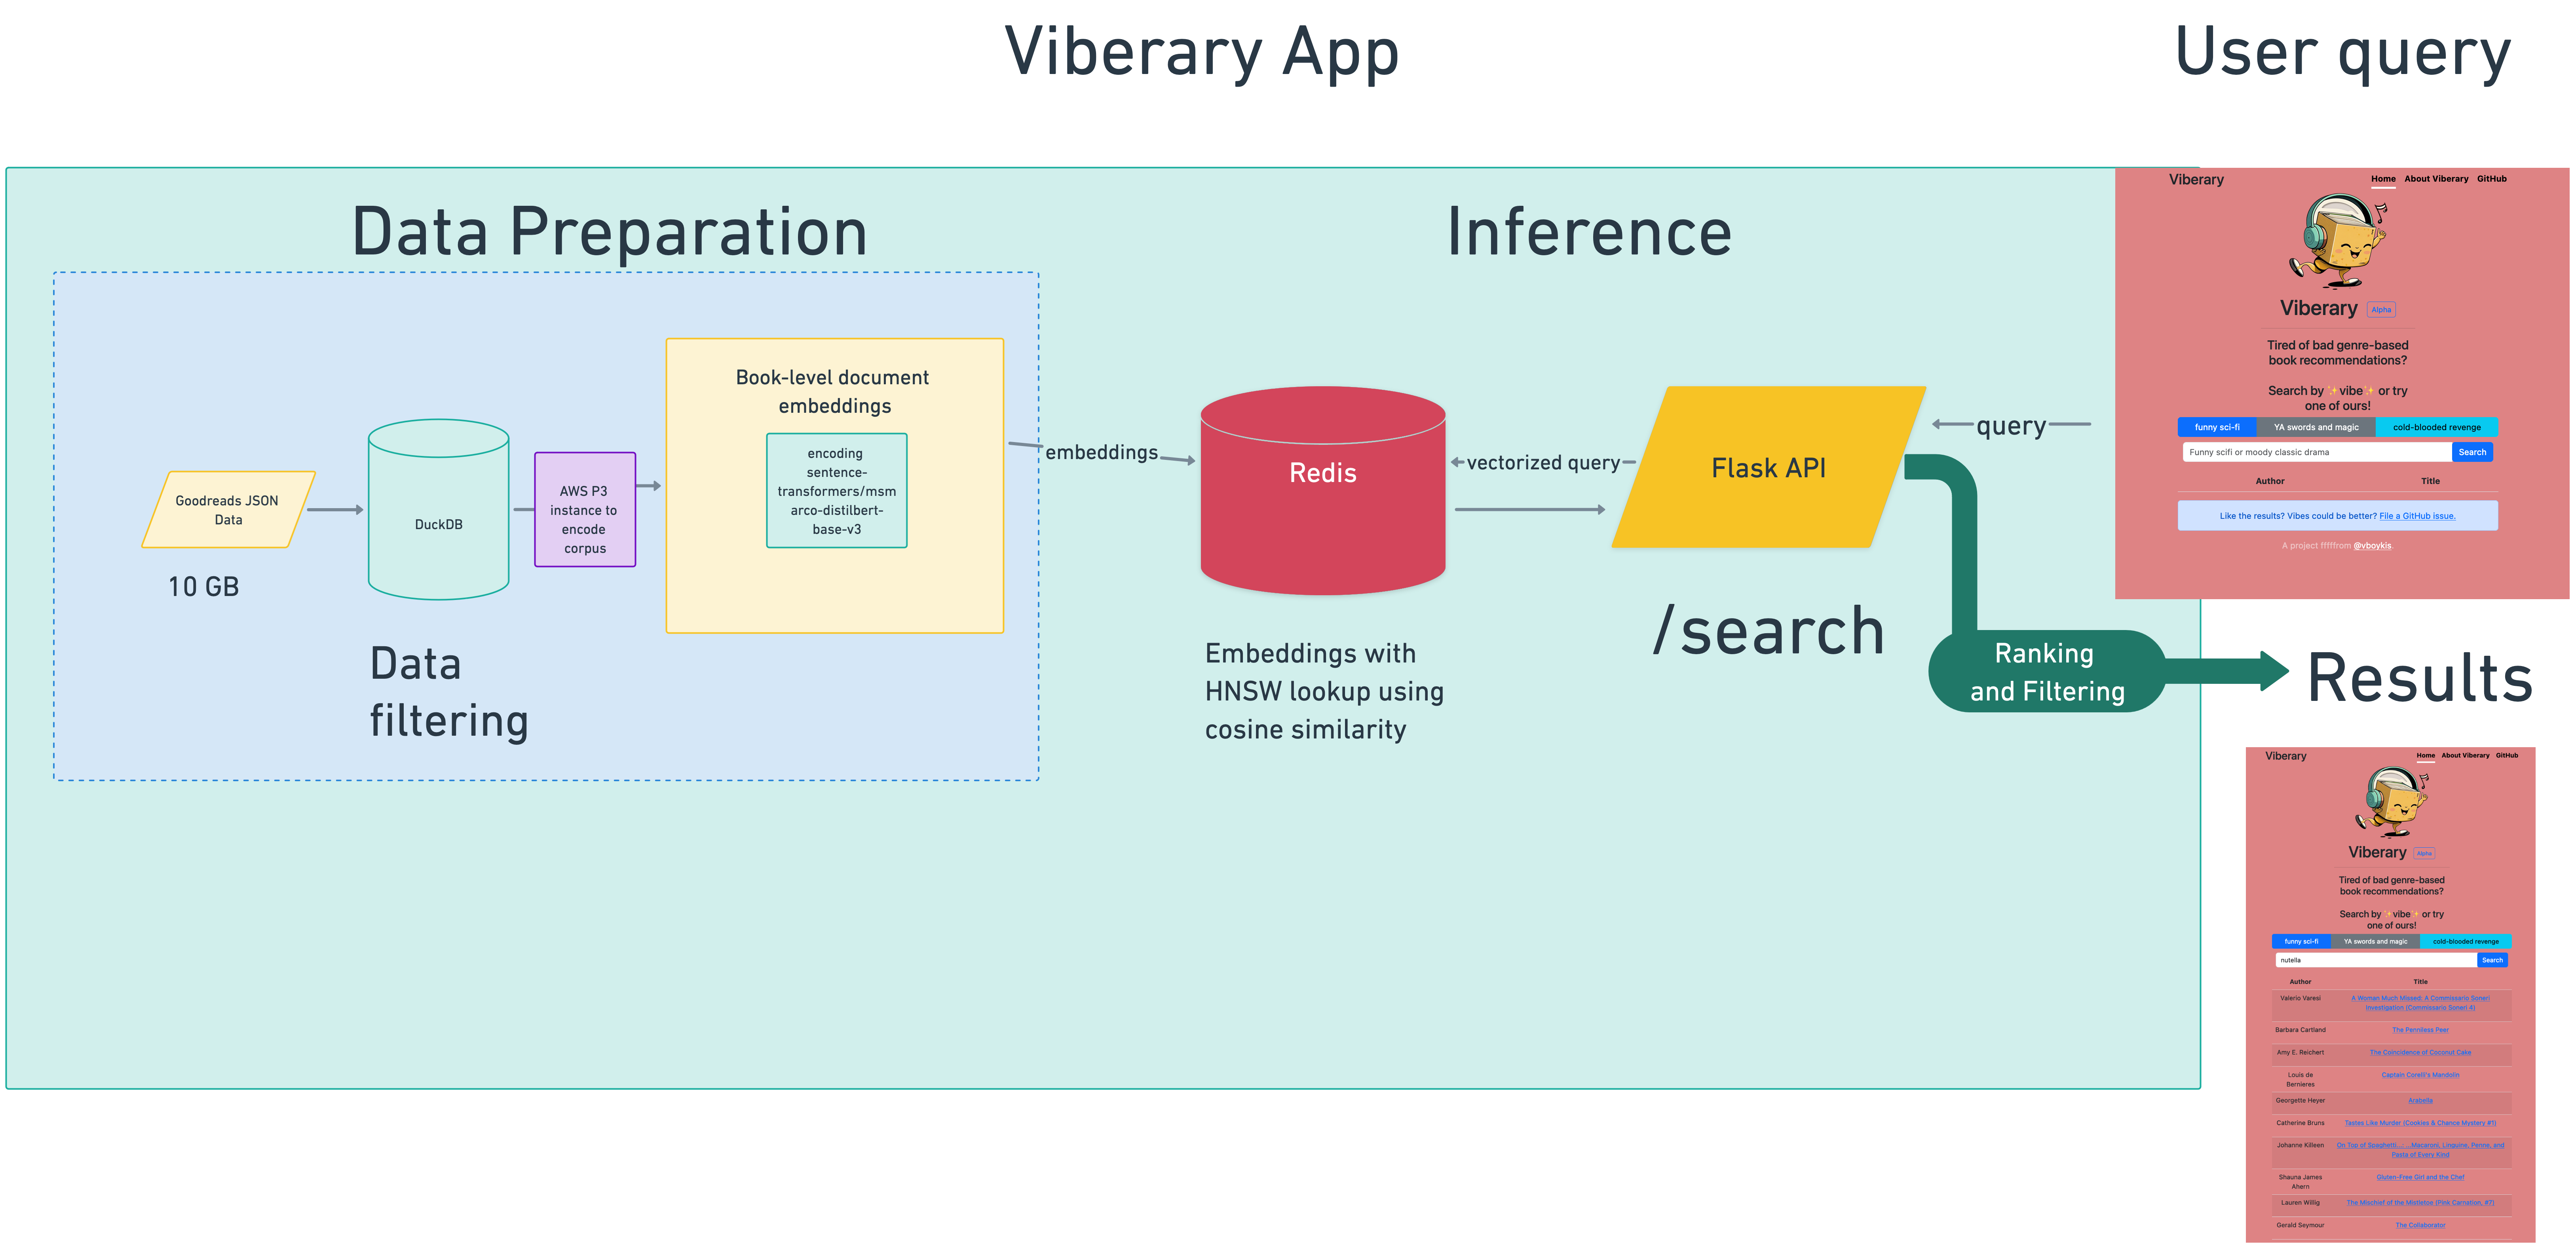 Viberary App
User query
Data Preparation
Inference
Goodreads JSON
Data
10 GB
DuckDB
Data
filtering
AWS P3
instance to
encode
corpus
Book-level document
embeddings
encoding
sentence-
transformers/msm
arco-distilbert-
base-v3
embeddings
Redis
Embeddings with
HNSW lookup using
cosine similarity
vectorized query
Flask API
/search
query
Ranking
and Filtering
Results
Viberary
Home About Viberary GitHub
Viberary Alpha
Tired of bad genre-based
book recommendations?
Search by ✨vibe✨ or try
one of ours!
funny sci-fi YA swords and magic cold-blooded revenge
Funny scifi or moody classic drama Search
Author Title
Like the results? Vibes could be better? File a GitHub issue.
A project fffffrom @vboykis.
Viberary
Home About Viberary GitHub
Viberary Alpha
Tired of bad genre-based
book recommendations?
Search by ✨vibe✨ or try
one of ours!
funny sci-fi YA swords and magic cold-blooded revenge
nutella Search
Author Title
Valerio Varesi A Woman Much Missed: A Commissario Soneri
Investigation (Commissario Soneri 4)
Barbara Cartland The Penniless Peer
Amy E. Reichert The Coincidence of Coconut Cake
Louis de Captain Corelli's Mandolin
Bernieres
Georgette Heyer Arabella
Catherine Bruns Tastes Like Murder (Cookies & Chance Mystery #1)
Johanne Killeen On Top of Spaghetti...: ...Macaroni, Linguine, Penne, and
Pasta of Every Kind
Shauna James Gluten-Free Girl and the Chef
Ahern
Lauren Willig The Mischief of the Mistletoe (Pink Carnation, #7)
Gerald Seymour The Collaborator